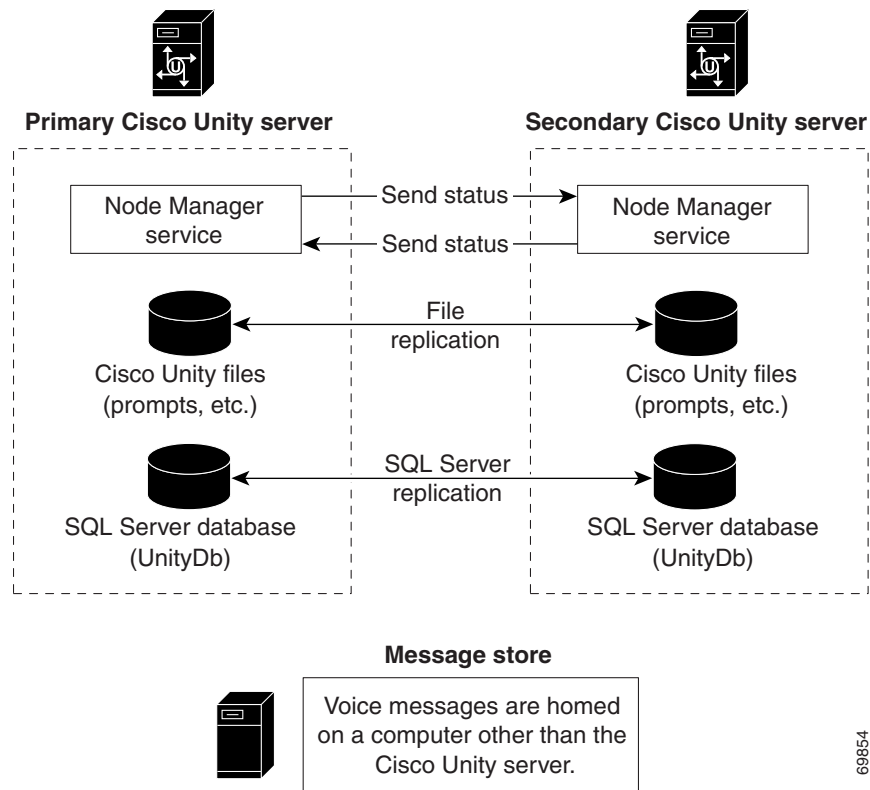 Primary Cisco Unity server
Secondary Cisco Unity server
Node Manager
service
Send status
Send status
Node Manager
service
File
replication
Cisco Unity files
(prompts, etc.)
Cisco Unity files
(prompts, etc.)
SQL Server
replication
SQL Server database
(UnityDb)
SQL Server database
(UnityDb)
Message store
Voice messages are homed
on a computer other than the
Cisco Unity server.
69854
U
U